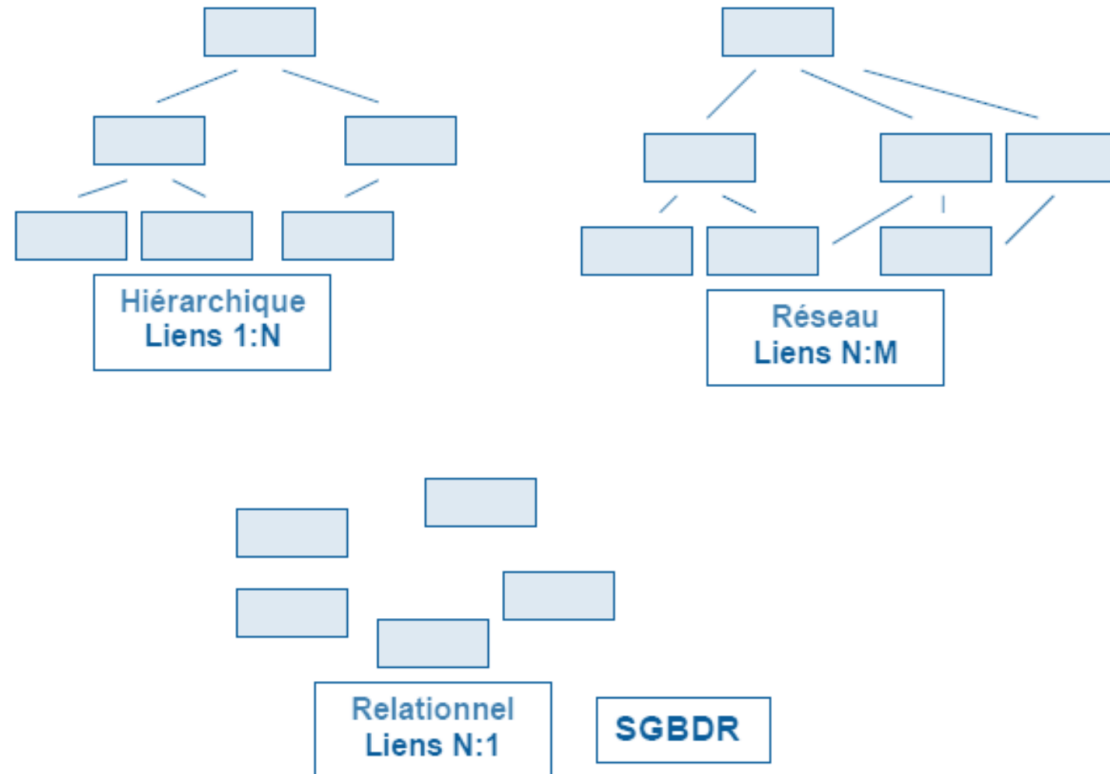 Hiérarchique
Liens 1:N
Réseau
Liens N:M
Relationnel
Liens N:1
SGBDR